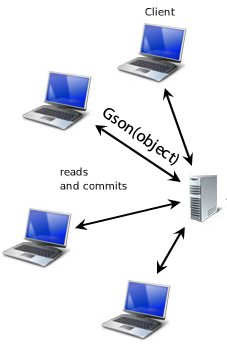 Client
Gson(object)
reads
and commits